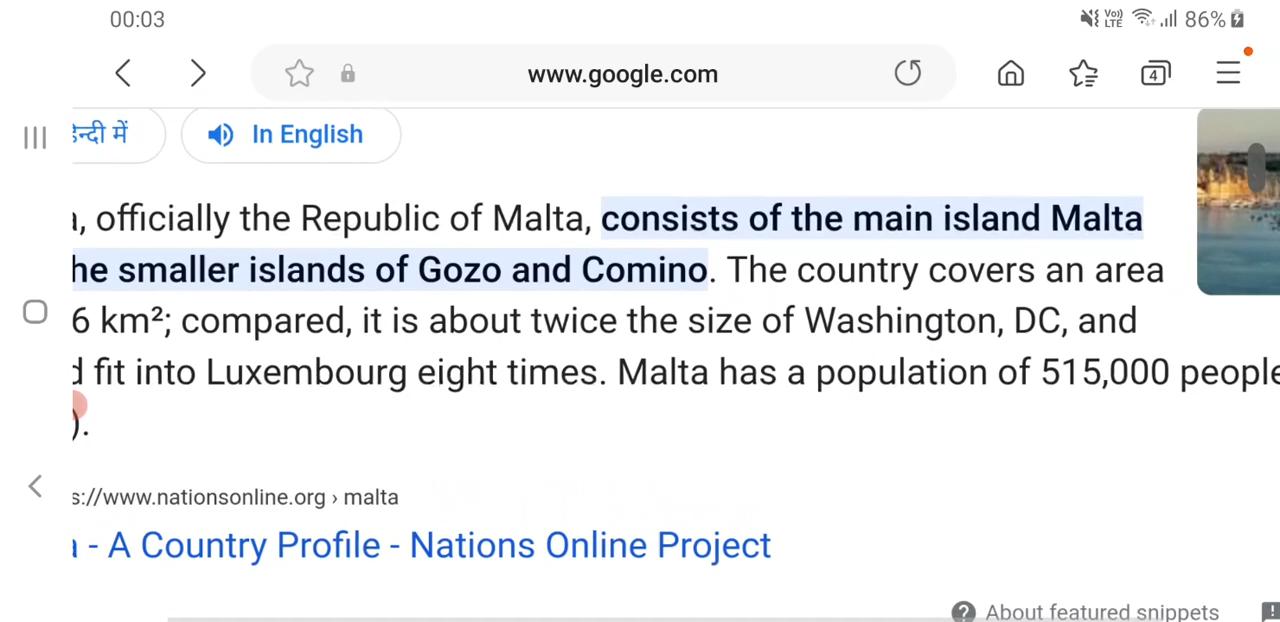 00:03
Vo)) LTE 86%
www.google.com
4
हिन्दी में In English
, officially the Republic of Malta, consists of the main island Malta
he smaller islands of Gozo and Comino. The country covers an area
6 km²; compared, it is about twice the size of Washington, DC, and
d fit into Luxembourg eight times. Malta has a population of 515,000 people
).
s://www.nationsonline.org › malta
- A Country Profile - Nations Online Project
About featured snippets